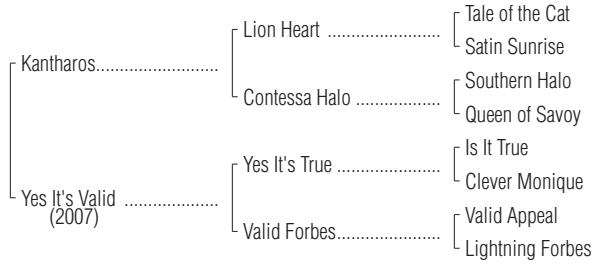 Tale of the Cat
Lion Heart ....................
Satin Sunrise
Kantharos......................
Southern Halo
Contessa Halo ...............
Queen of Savoy
Is It True
Yes It's True ..................
Clever Monique
Yes It's Valid .................
(2007)
Valid Appeal
Valid Forbes...................
Lightning Forbes